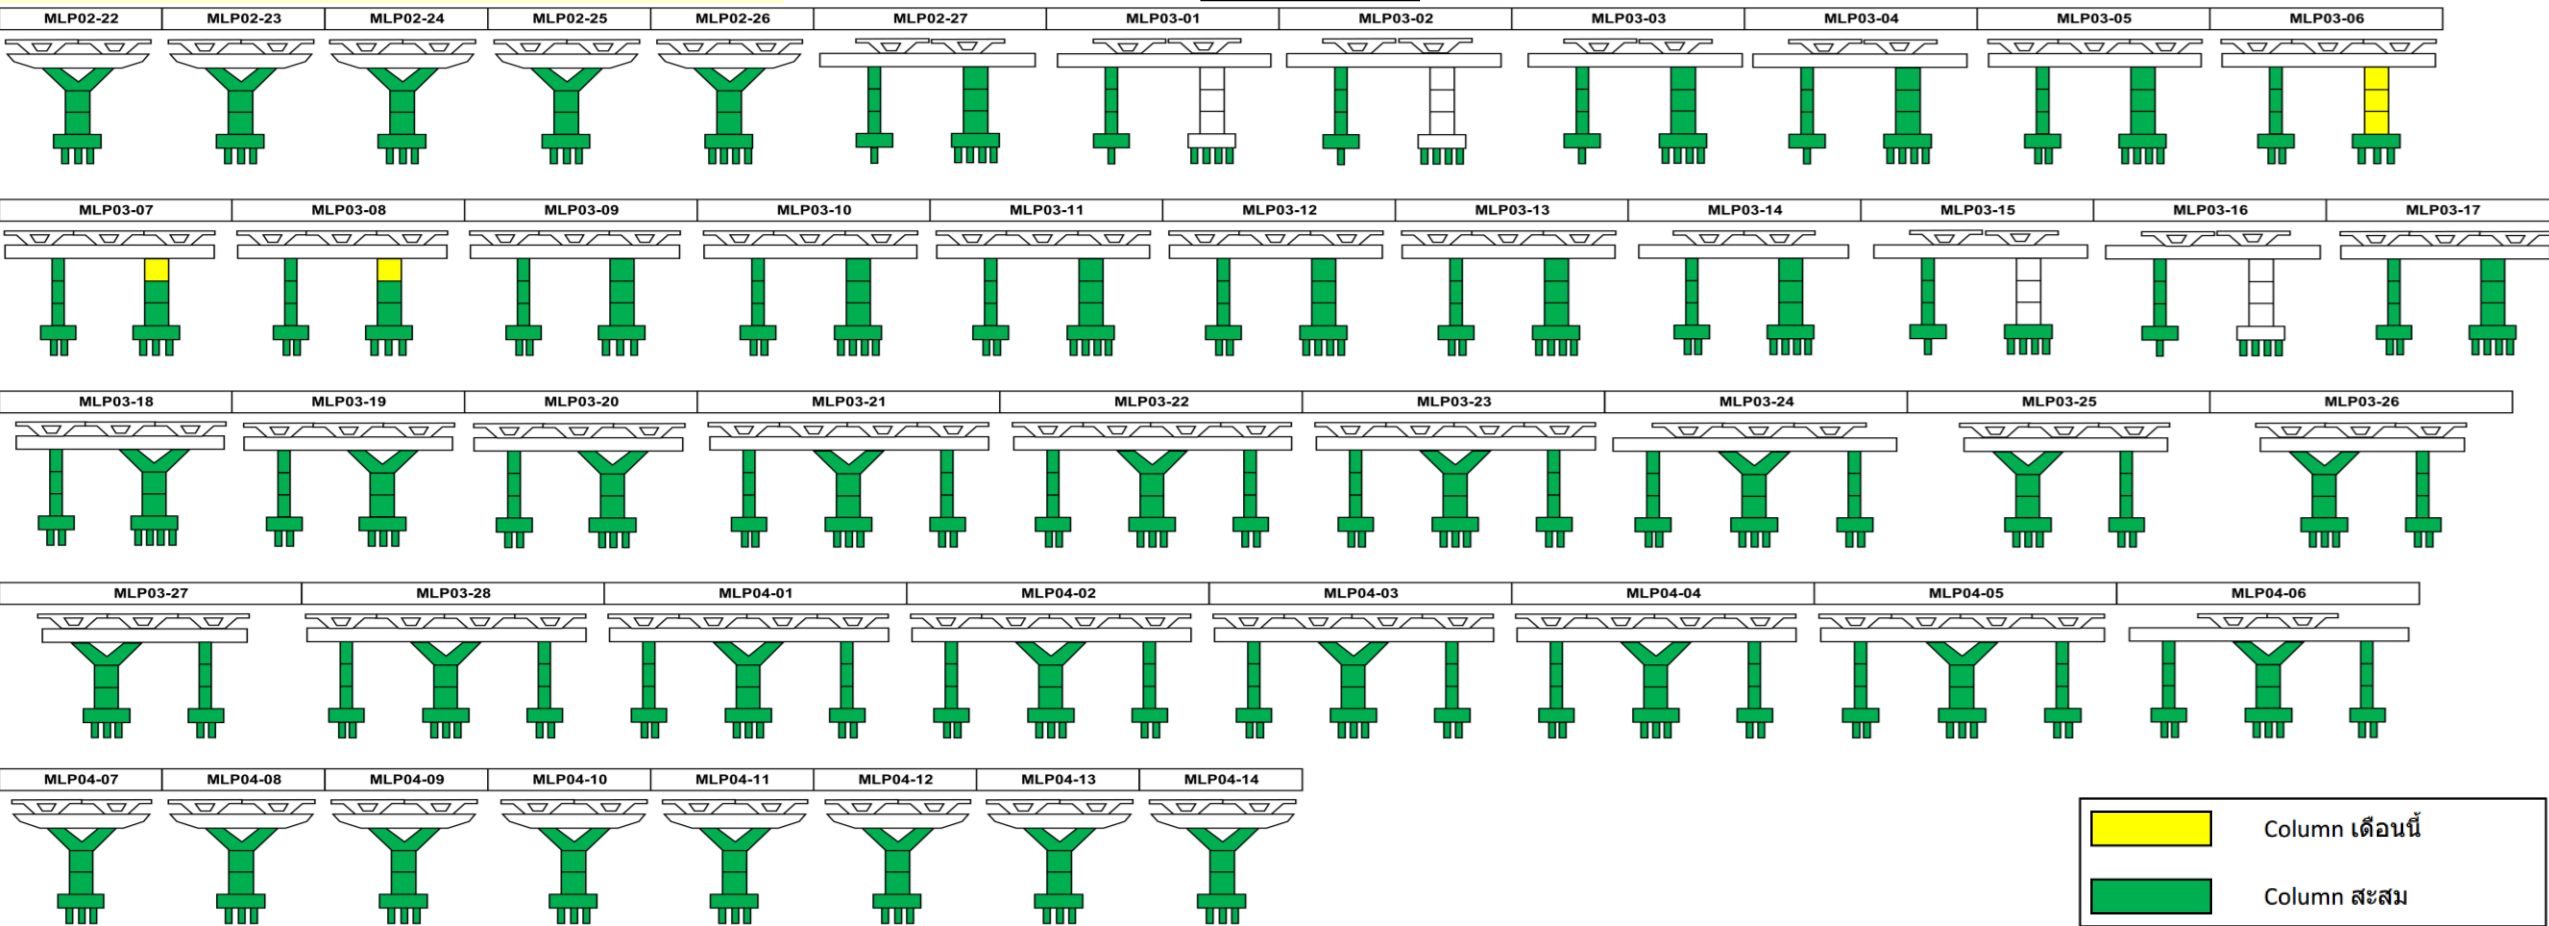 MLP02-22 MLP02-23 MLP02-24 MLP02-25 MLP02-26 MLP02-27 MLP03-01 MLP03-02 MLP03-03 MLP03-04 MLP03-05 MLP03-06
MLP03-07 MLP03-08 MLP03-09 MLP03-10 MLP03-11 MLP03-12 MLP03-13 MLP03-14 MLP03-15 MLP03-16 MLP03-17
MLP03-18 MLP03-19 MLP03-20 MLP03-21 MLP03-22 MLP03-23 MLP03-24 MLP03-25 MLP03-26
MLP03-27 MLP03-28 MLP04-01 MLP04-02 MLP04-03 MLP04-04 MLP04-05 MLP04-06
MLP04-07 MLP04-08 MLP04-09 MLP04-10 MLP04-11 MLP04-12 MLP04-13 MLP04-14
Column เดือนนี้
Column สะสม